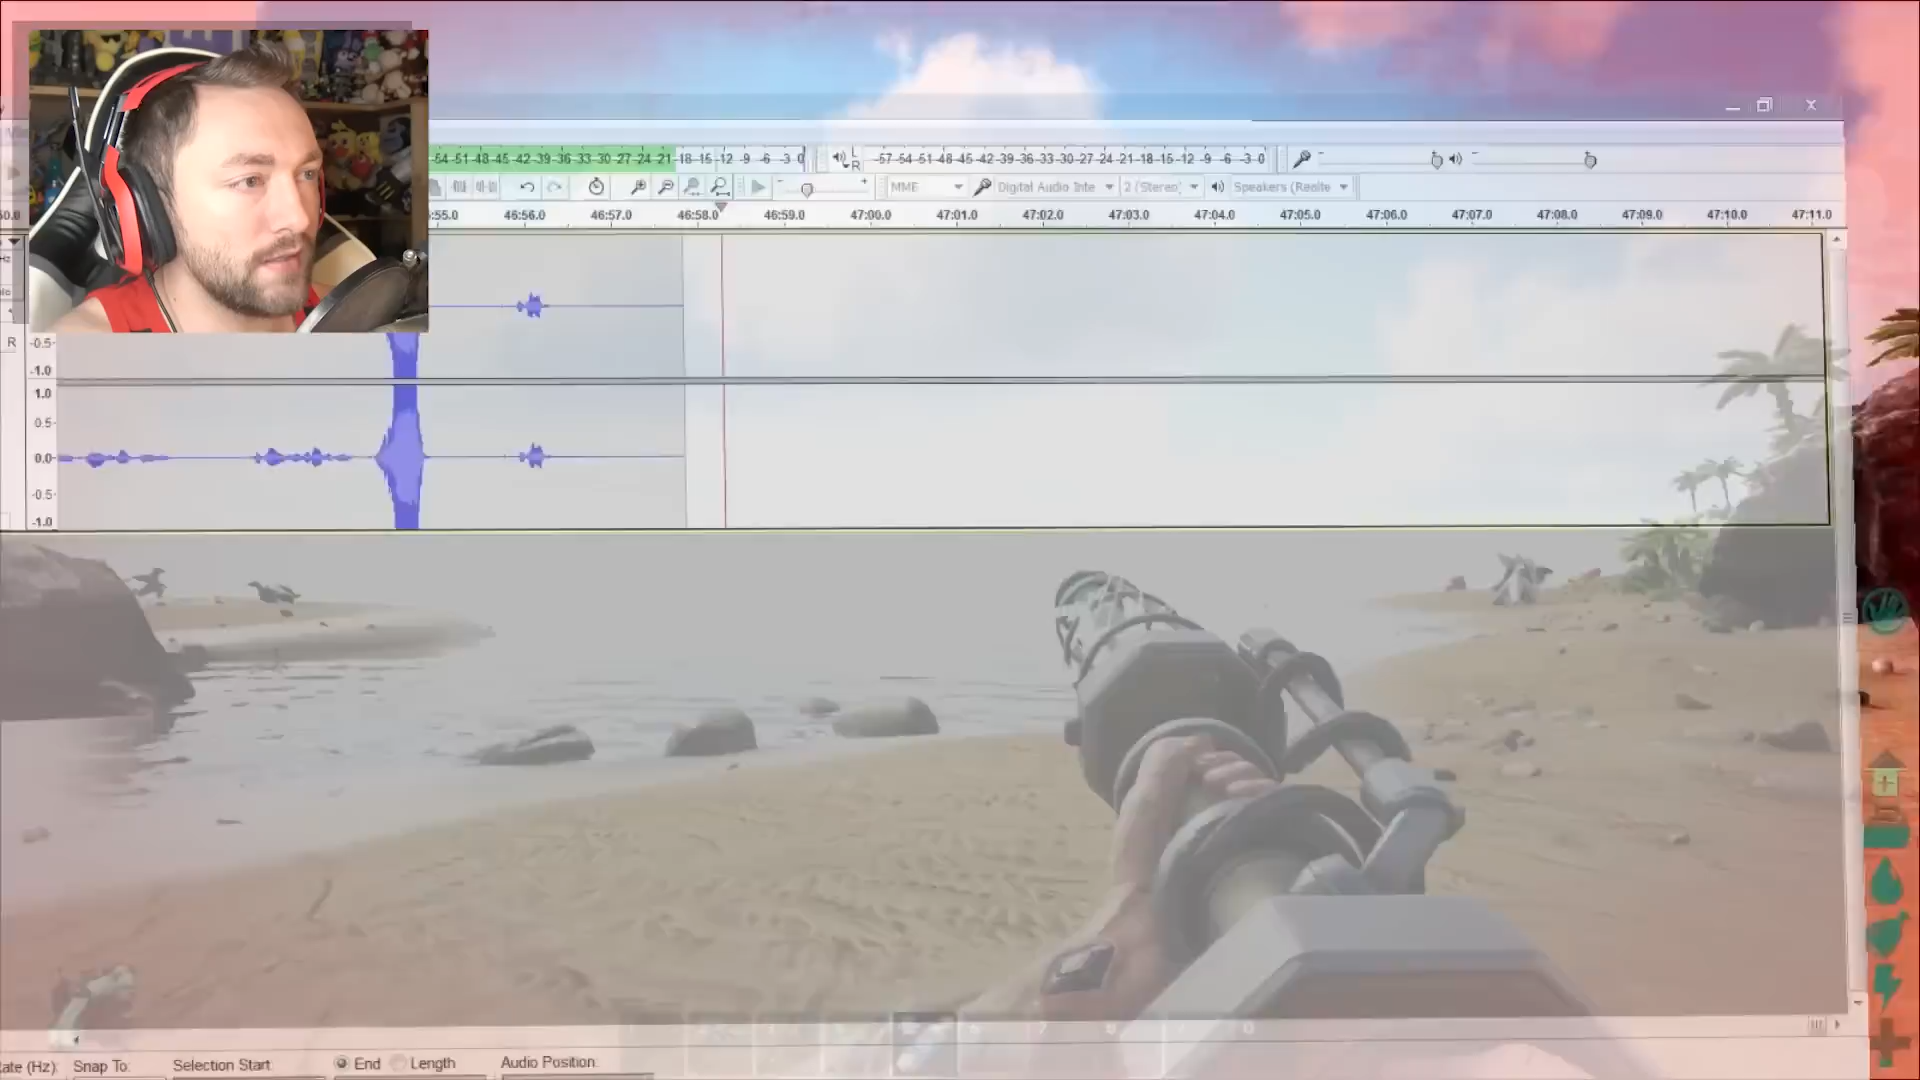 -54 -51 -48 -45 -42 -39 -36 -33 -30 -27 -24 -21 -18 -15 -12 -9 -6 -3 0 L R -57 -54 -51 -48 -45 -42 -39 -36 -33 -30 -27 -24 -21 -18 -15 -12 -9 -6 -3 0
MME Digital Audio Inte 2 (Stereo) Speakers (Realte
46:56.0 46:57.0 46:58.0 46:59.0 47:00.0 47:01.0 47:02.0 47:03.0 47:04.0 47:05.0 47:06.0 47:07.0 47:08.0 47:09.0 47:10.0 47:11.0
R -0.5
-1.0
1.0
0.5
0.0
-0.5
-1.0
ate (Hz): Snap To: Selection Start: End Length Audio Position: